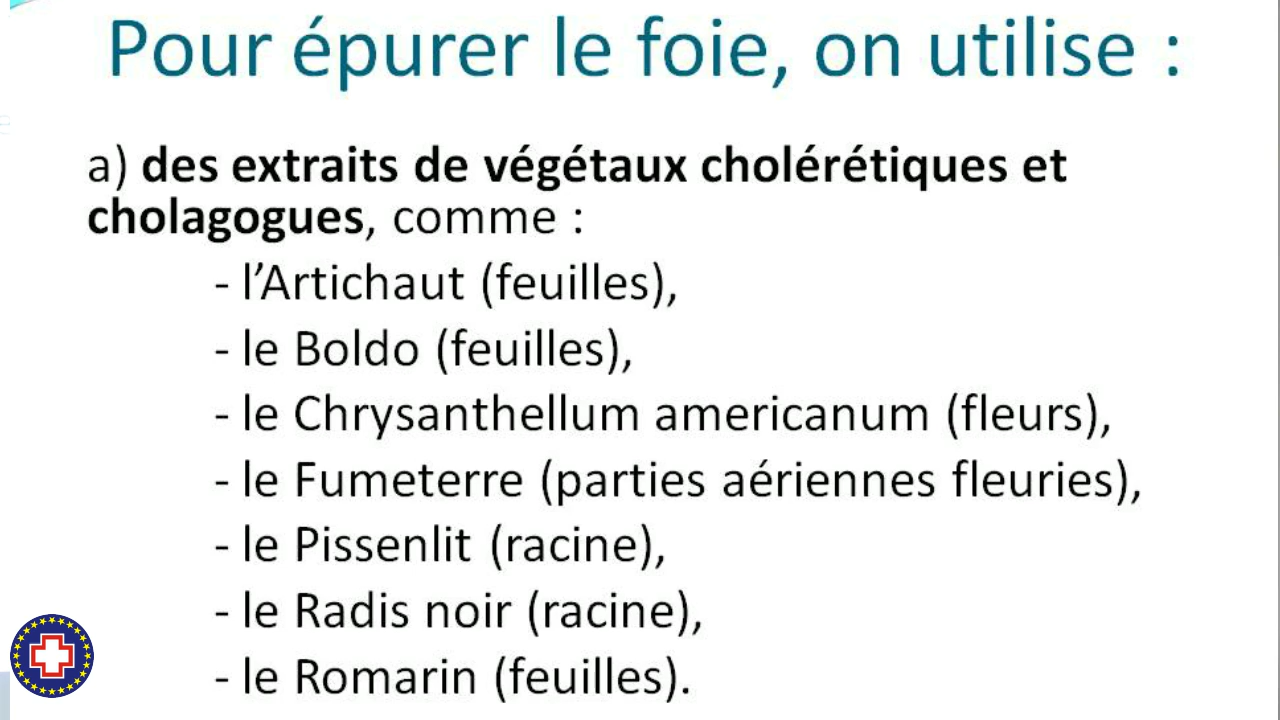 Pour épurer le foie, on utilise :
a) des extraits de végétaux cholérétiques et
cholagogues, comme :
- l’Artichaut (feuilles),
- le Boldo (feuilles),
- le Chrysanthellum americanum (fleurs),
- le Fumeterre (parties aériennes fleuries),
- le Pissenlit (racine),
- le Radis noir (racine),
- le Romarin (feuilles).